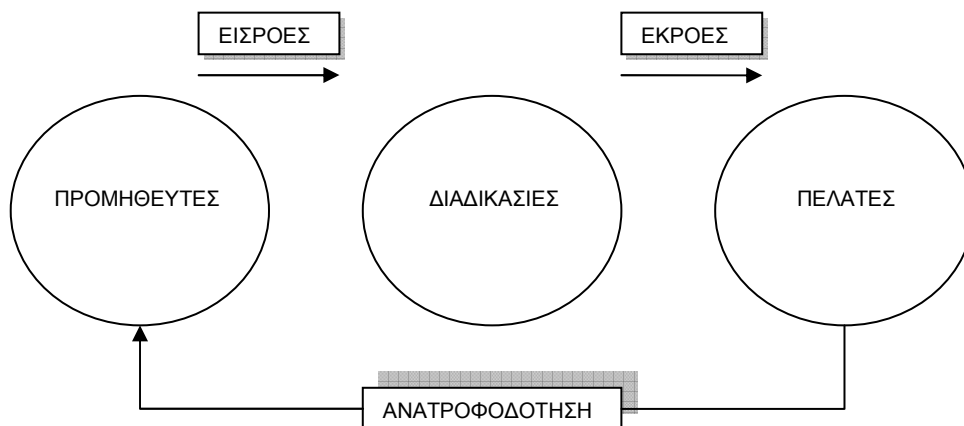 ΕΙΣΡΟΕΣ
ΕΚΡΟΕΣ
ΠΡΟΜΗΘΕΥΤΕΣ
ΔΙΑΔΙΚΑΣΙΕΣ
ΠΕΛΑΤΕΣ
ΑΝΑΤΡΟΦΟΔΟΤΗΣΗ